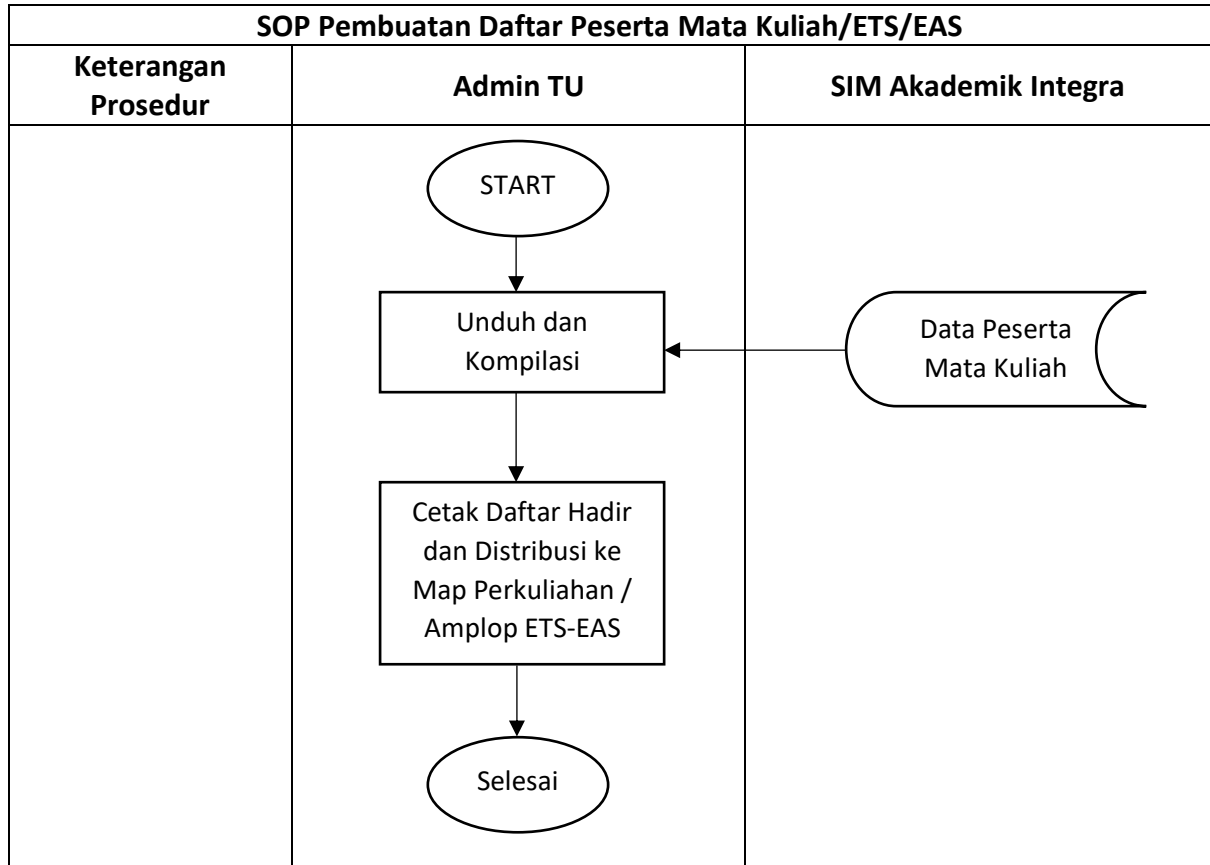 SOP Pembuatan Daftar Peserta Mata Kuliah/ETS/EAS
Keterangan
Prosedur
Admin TU
SIM Akademik Integra
START
Unduh dan
Kompilasi
Data Peserta
Mata Kuliah
Cetak Daftar Hadir
dan Distribusi ke
Map Perkuliahan /
Amplop ETS-EAS
Selesai